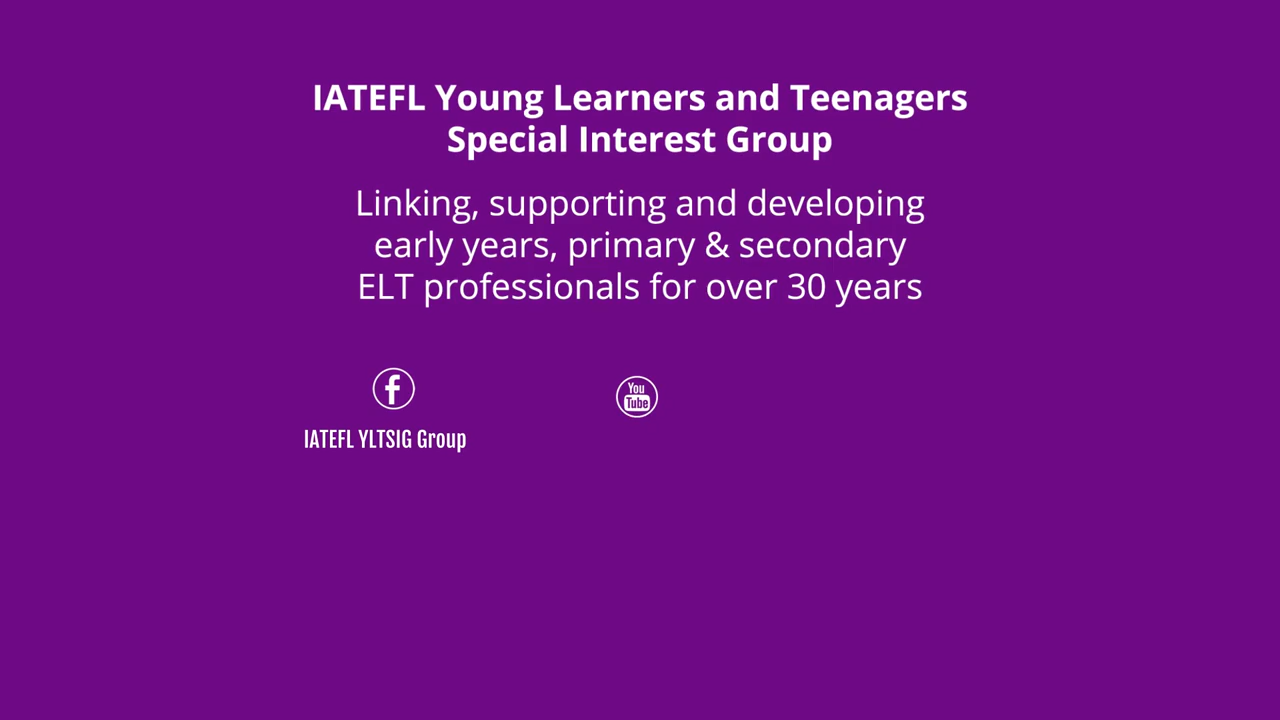 IATEFL Young Learners and Teenagers
Special Interest Group
Linking, supporting and developing
early years, primary & secondary
ELT professionals for over 30 years
f
You
Tube
IATEFL YLTSIG Group